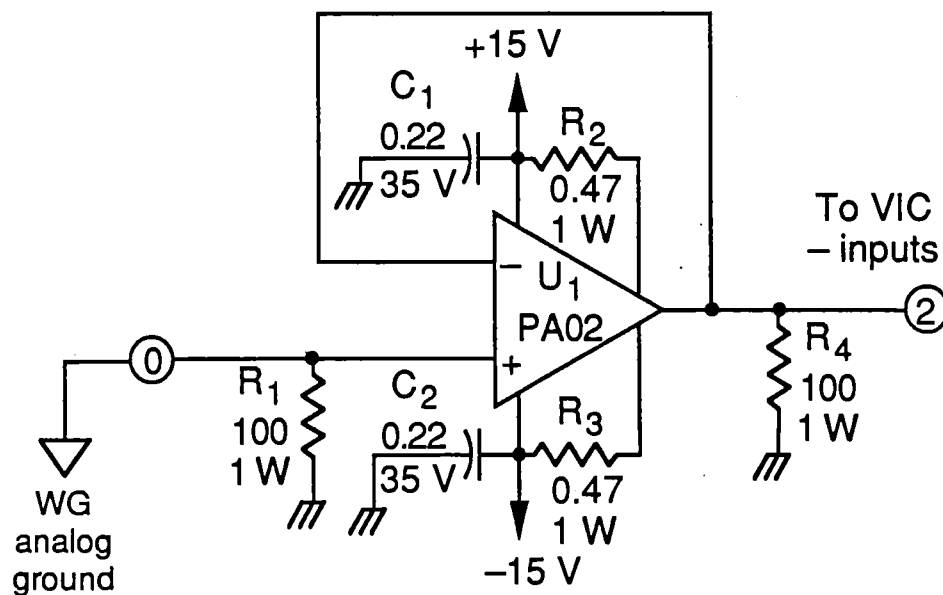 +15 V
C1
0.22
35 V
R2
0.47
1 W
To VIC
– inputs
–
U1
PA02
+
2
0
R1
100
1 W
C2
0.22
35 V
R3
0.47
1 W
R4
100
1 W
–15 V
WG
analog
ground